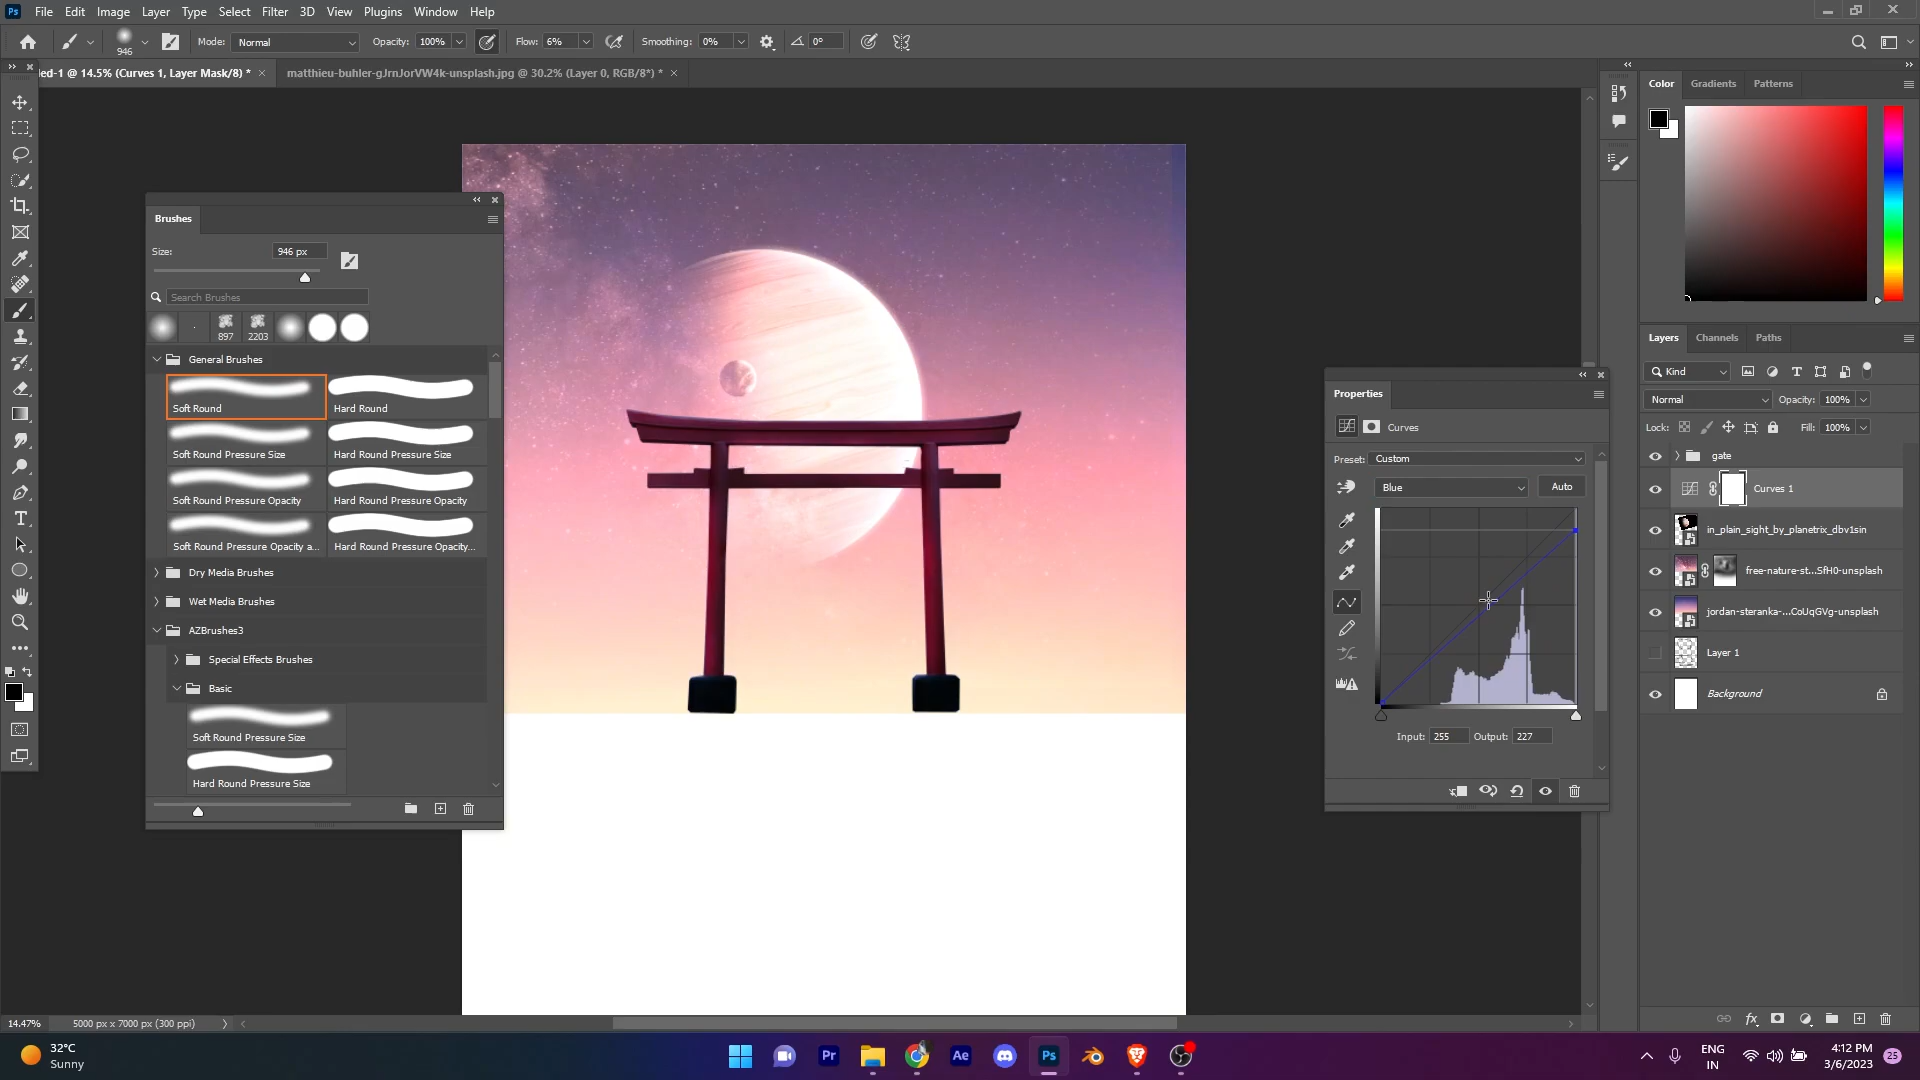 Ps File Edit Image Layer Type Select Filter 3D View Plugins Window Help
946 Mode: Normal Opacity: 100% Flow: 6% Smoothing: 0% 0°
led-1 @ 14.5% (Curves 1, Layer Mask/8) * matthieu-buhler-gJrnJorVW4k-unsplash.jpg @ 30.2% (Layer 0, RGB/8*) *
Brushes
Size: 946 px
Search Brushes
897 2203
General Brushes
Soft Round Hard Round
Soft Round Pressure Size Hard Round Pressure Size
Soft Round Pressure Opacity Hard Round Pressure Opacity
Soft Round Pressure Opacity a... Hard Round Pressure Opacity...
Dry Media Brushes
Wet Media Brushes
AZBrushes3
Special Effects Brushes
Basic
Soft Round Pressure Size
Hard Round Pressure Size
Properties
Curves
Preset: Custom
Blue Auto
Input: 255 Output: 227
Color Gradients Patterns
Layers Channels Paths
Kind
Normal Opacity: 100%
Lock: Fill: 100%
gate
Curves 1
in_plain_sight_by_planetrix_dbv1sin
free-nature-st...SfH0-unsplash
jordan-steranka-...CoUqGVg-unsplash
Layer 1
Background
fx
14.47% 5000 px x 7000 px (300 ppi)
32°C
Sunny
Pr Ae Ps
ENG
IN
4:12 PM
3/6/2023
25